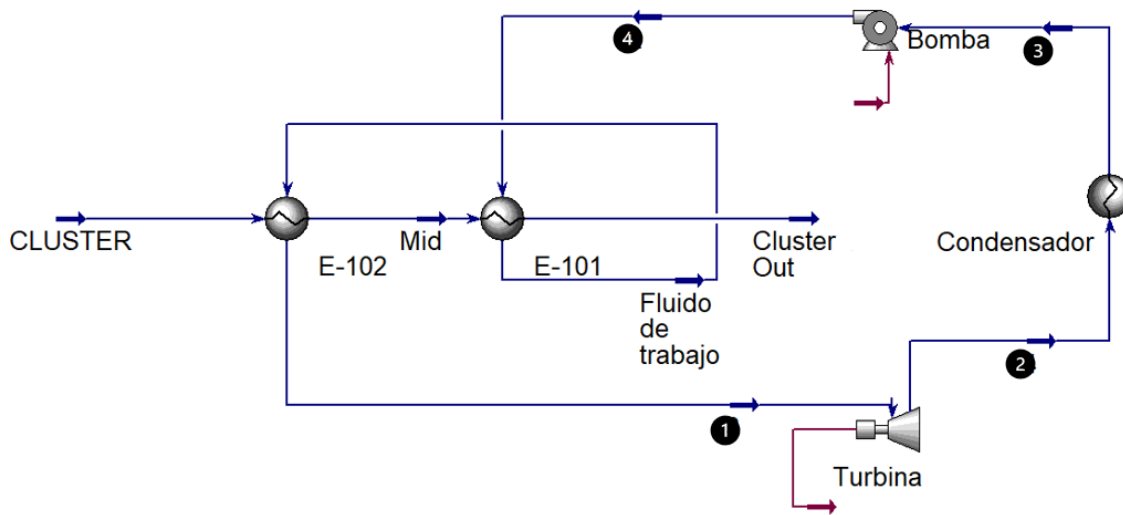 4
Bomba
3
CLUSTER
E-102
Mid
E-101
Cluster
Out
Condensador
Fluido
de
trabajo
2
1
Turbina